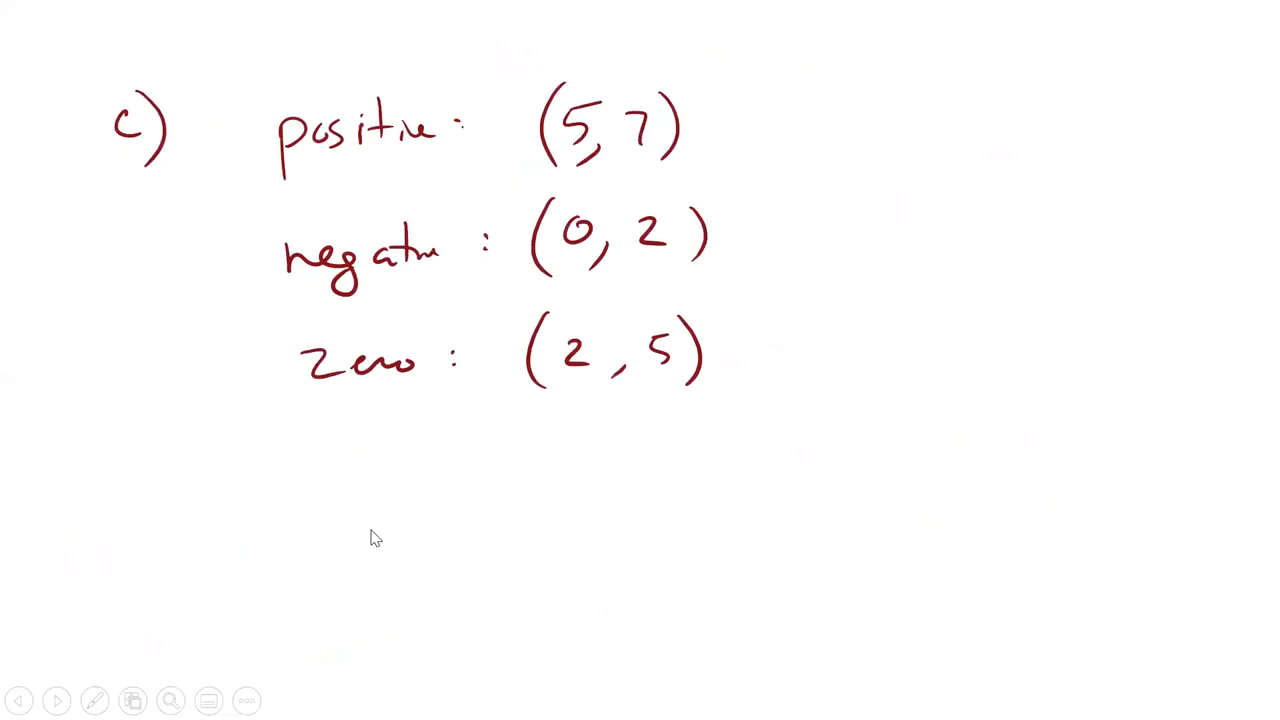 c) positive: (5, 7)
negative : (0, 2)
zero : (2, 5)